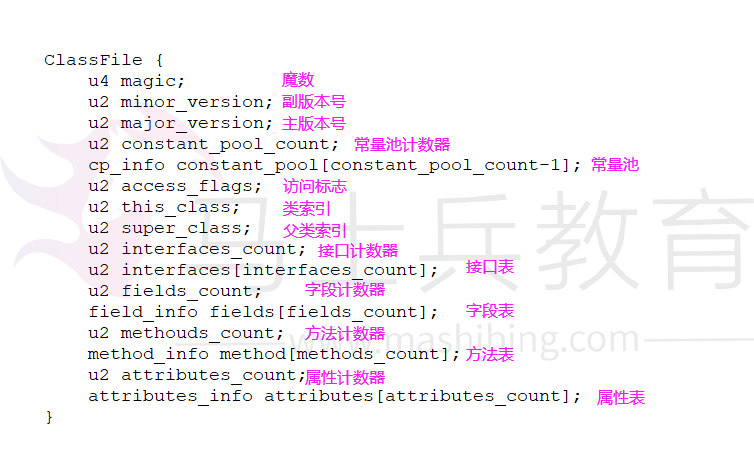 ClassFile {
u4 magic; 魔数
u2 minor_version; 副版本号
u2 major_version; 主版本号
u2 constant_pool_count; 常量池计数器
cp_info constant_pool[constant_pool_count-1]; 常量池
u2 access_flags; 访问标志
u2 this_class; 类索引
u2 super_class; 父类索引
u2 interfaces_count; 接口计数器
u2 interfaces[interfaces_count]; 接口表
u2 fields_count; 字段计数器
field_info fields[fields_count]; 字段表
u2 methouds_count; 方法计数器
method_info method[methods_count]; 方法表
u2 attributes_count; 属性计数器
attributes_info attributes[attributes_count]; 属性表
}
马士兵教育
www.mashibing.com